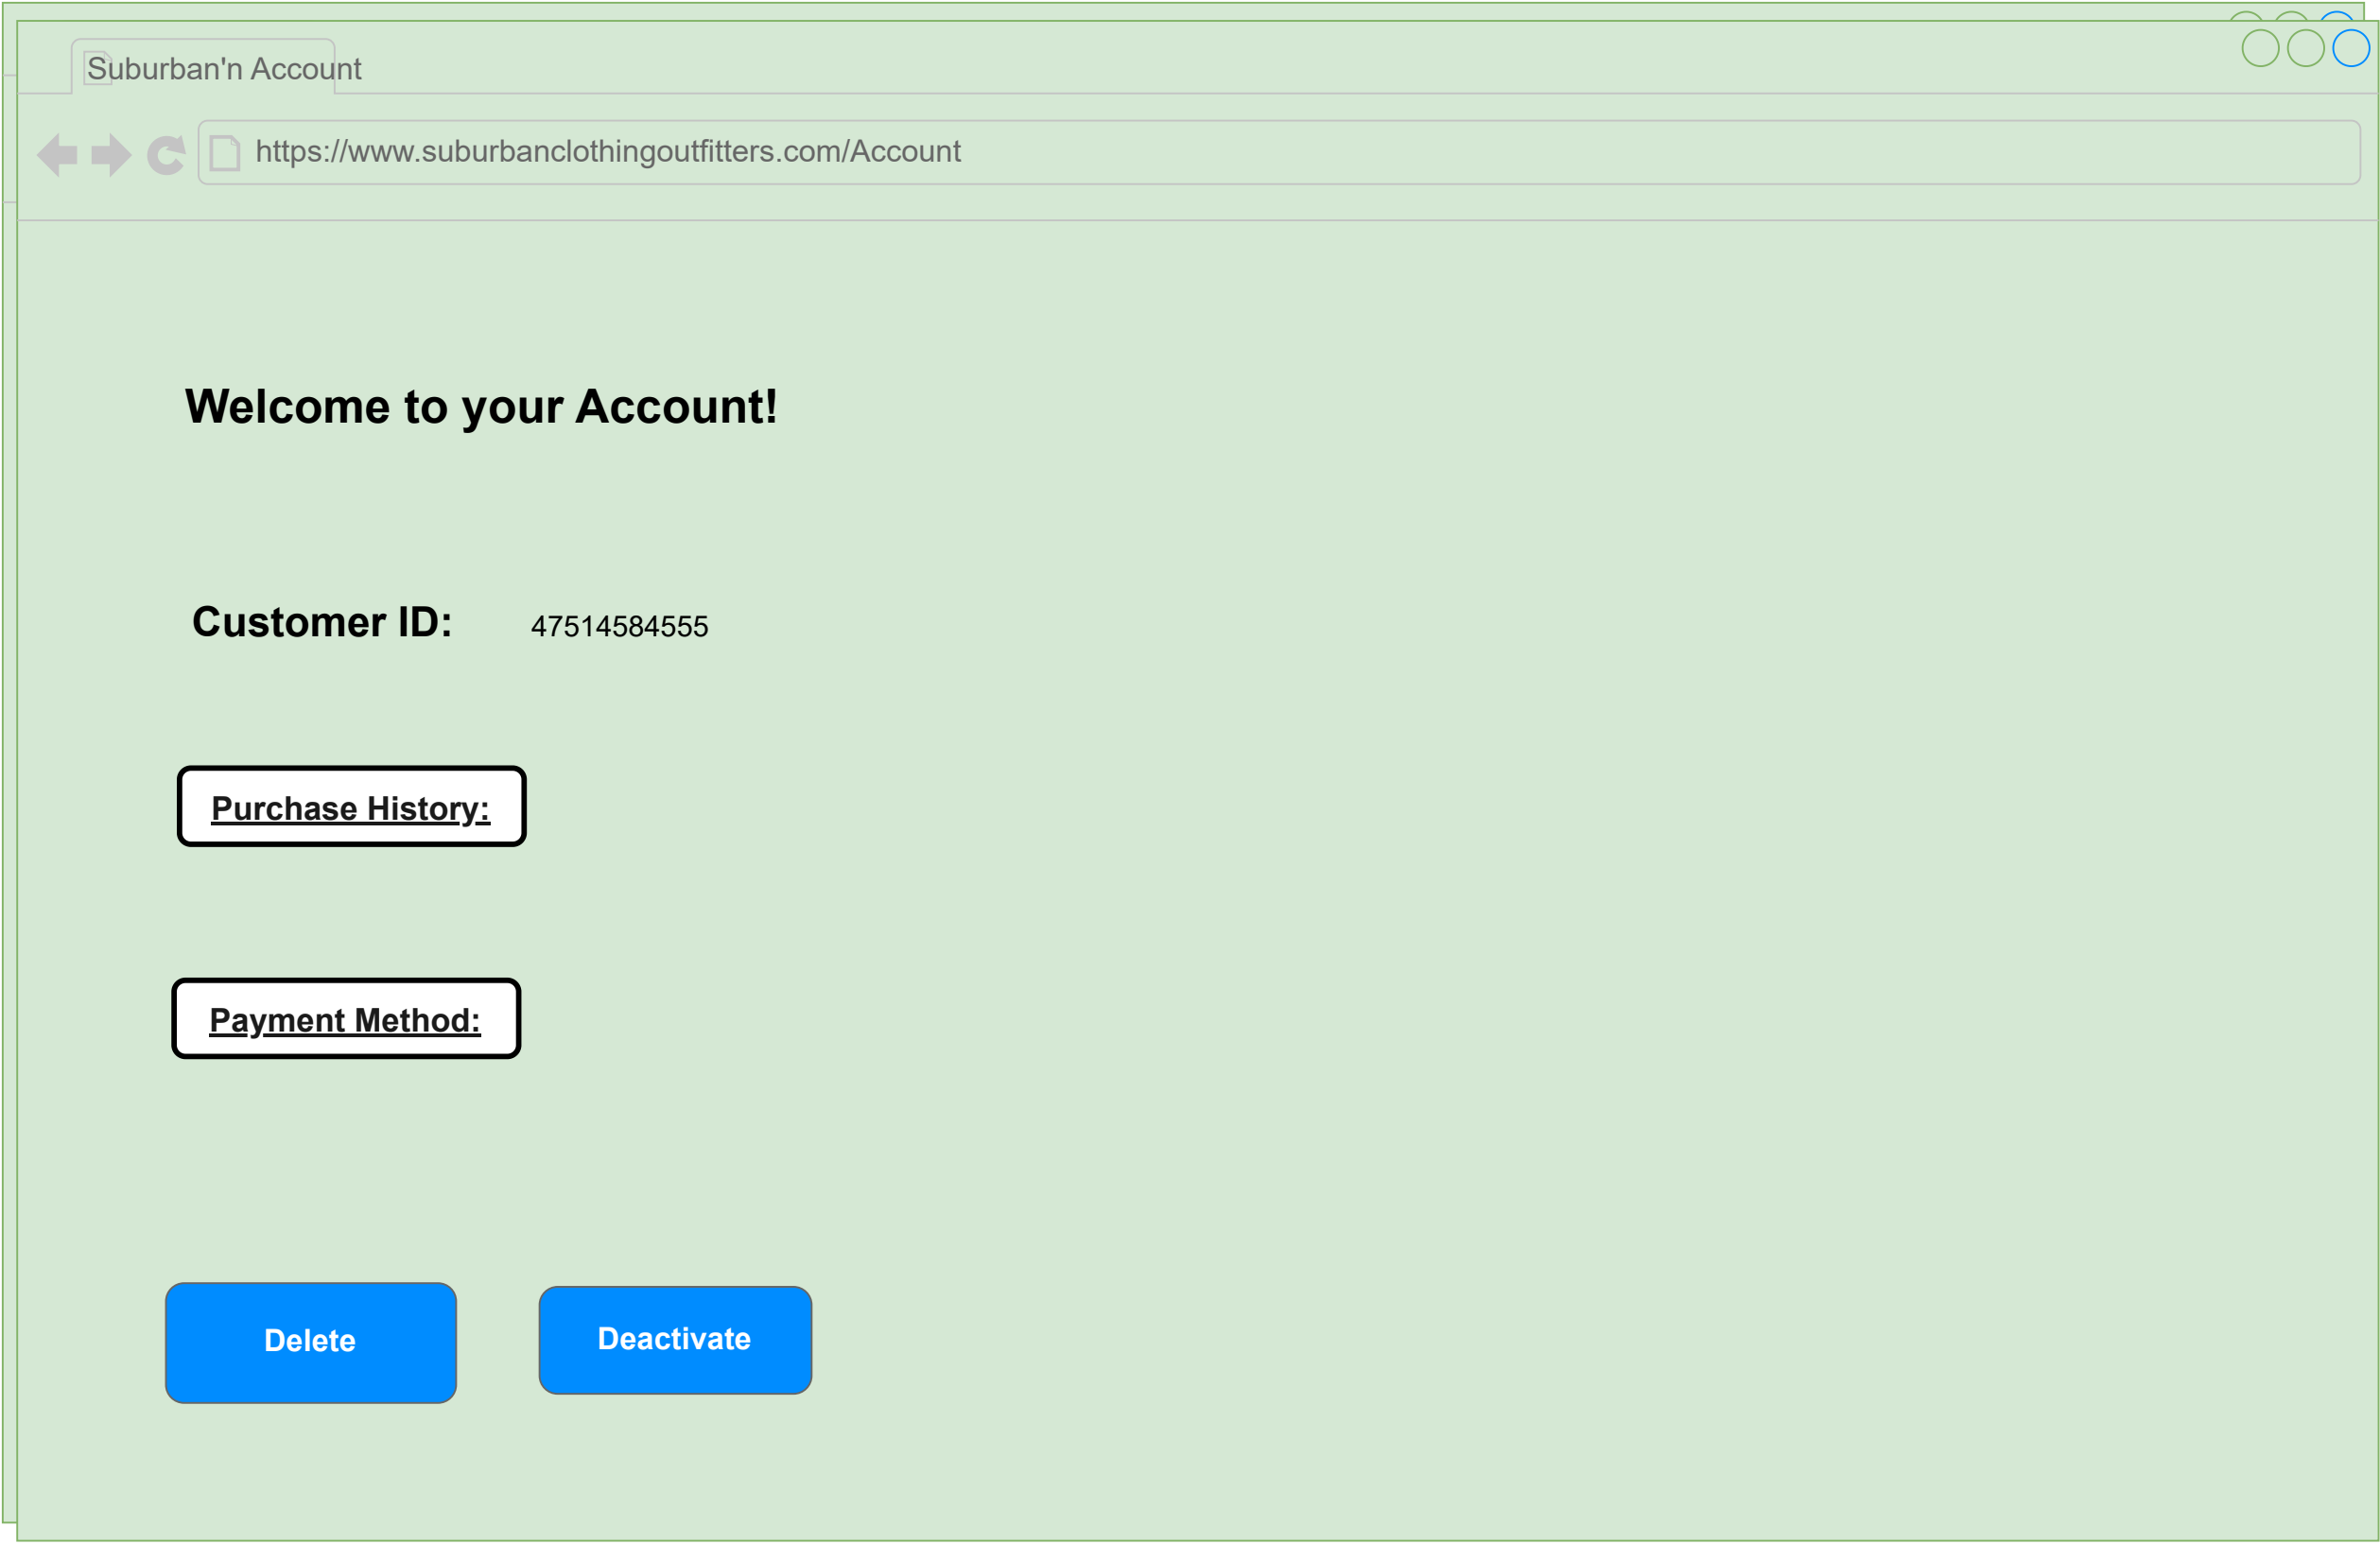 Suburban'n Account
https://www.suburbanclothingoutfitters.com/Account
Welcome to your Account!
Customer ID: 47514584555
Purchase History:
Payment Method:
Delete Deactivate